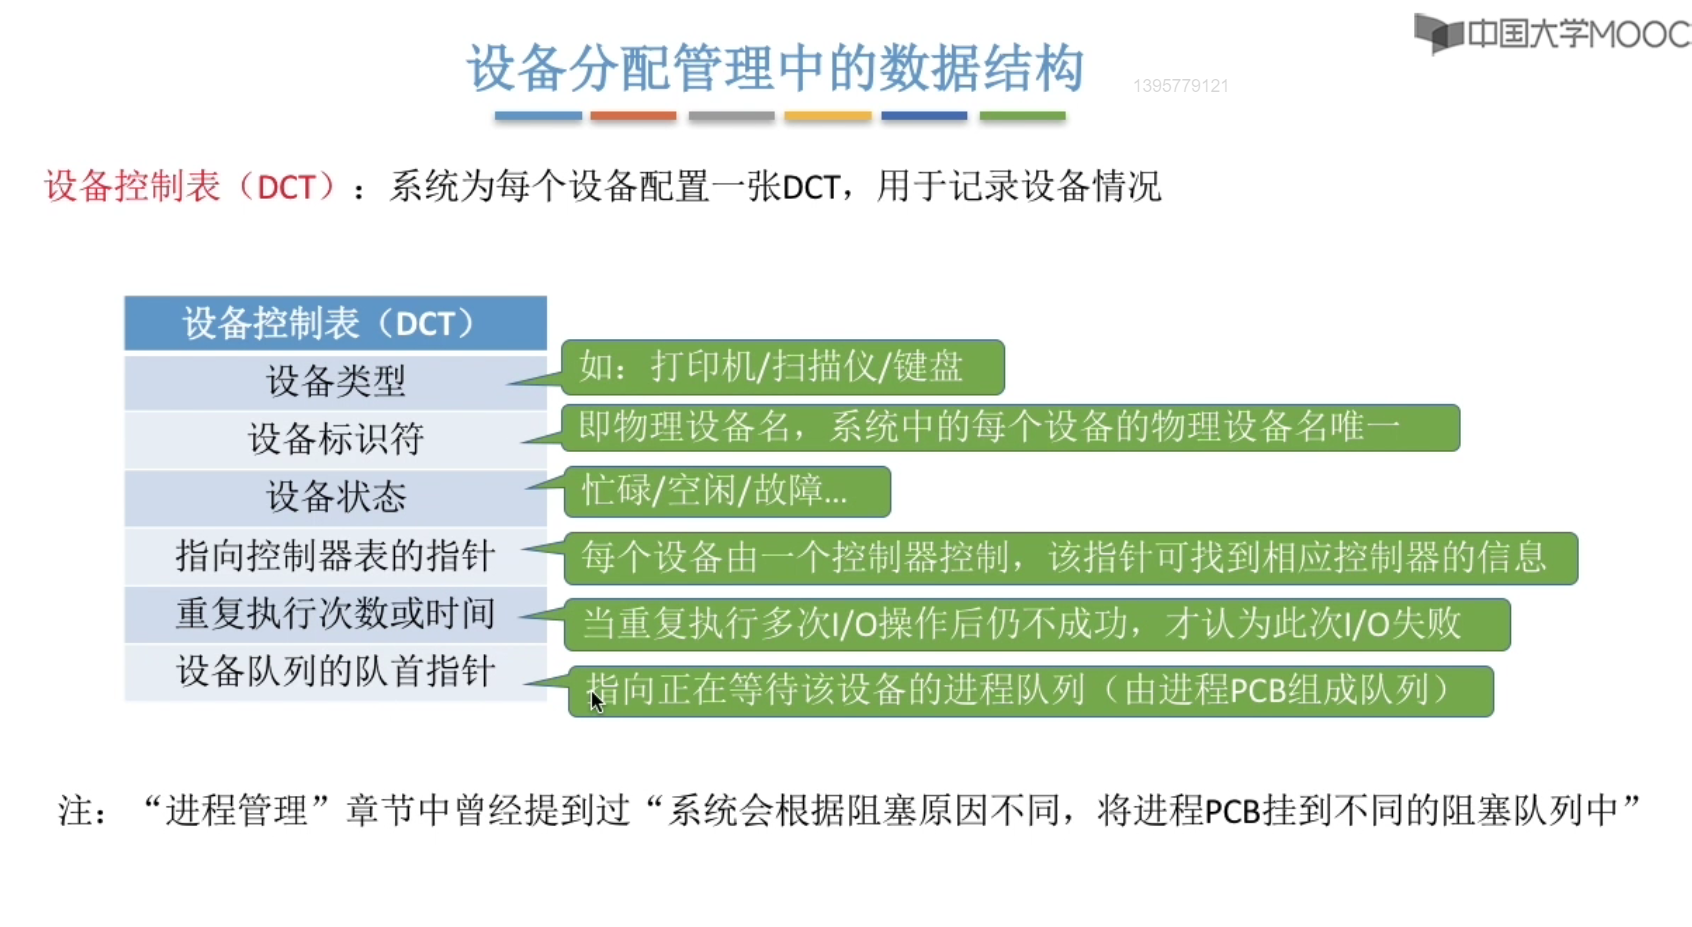 中国大学MOOC
设备分配管理中的数据结构
1395779121
设备控制表（DCT）：系统为每个设备配置一张DCT，用于记录设备情况
设备控制表（DCT）
设备类型
如：打印机/扫描仪/键盘
设备标识符
即物理设备名，系统中的每个设备的物理设备名唯一
设备状态
忙碌/空闲/故障...
指向控制器表的指针
每个设备由一个控制器控制，该指针可找到相应控制器的信息
重复执行次数或时间
当重复执行多次I/O操作后仍不成功，才认为此次I/O失败
设备队列的队首指针
指向正在等待该设备的进程队列（由进程PCB组成队列）
注：“进程管理”章节中曾经提到过“系统会根据阻塞原因不同，将进程PCB挂到不同的阻塞队列中”